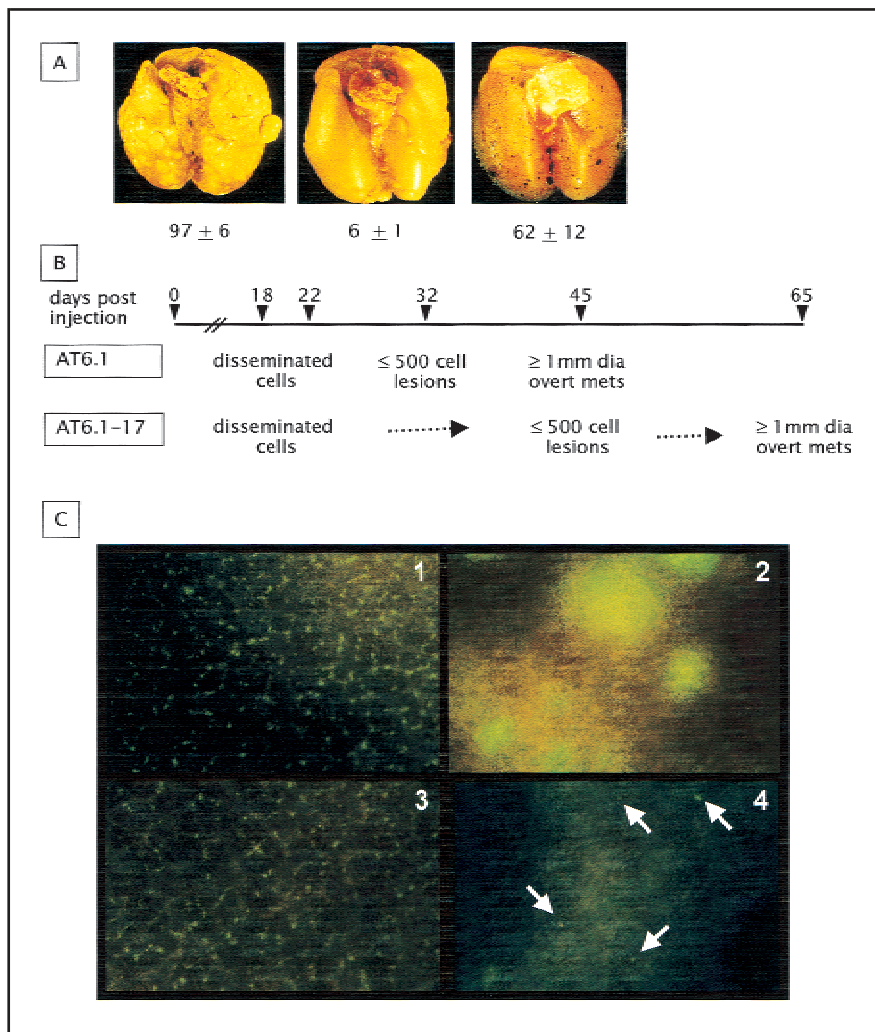 A
97 ± 6 6 ± 1 62 ± 12
B
days post injection 0 18 22 32 45 65
AT6.1 disseminated cells ≤ 500 cell lesions ≥ 1mm dia overt mets
AT6.1–17 disseminated cells ≤ 500 cell lesions ≥ 1mm dia overt mets
C
1 2
3 4